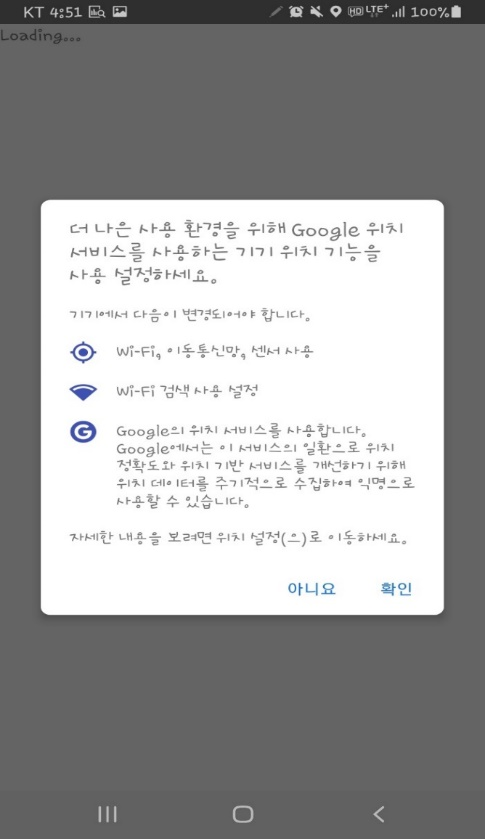 KT 4:51 HD LTE+ 100%
Loading...
더 나은 사용 환경을 위해 Google 위치
서비스를 사용하는 기기 위치 기능을
사용 설정하세요.
기기에서 다음이 변경되어야 합니다.
Wi-Fi, 이동통신망, 센서 사용
Wi-Fi 검색 사용 설정
G
Google의 위치 서비스를 사용합니다.
Google에서는 이 서비스의 일환으로 위치
정확도와 위치 기반 서비스를 개선하기 위해
위치 데이터를 주기적으로 수집하여 익명으로
사용할 수 있습니다.
자세한 내용을 보려면 위치 설정(으)로 이동하세요.
아니요 확인